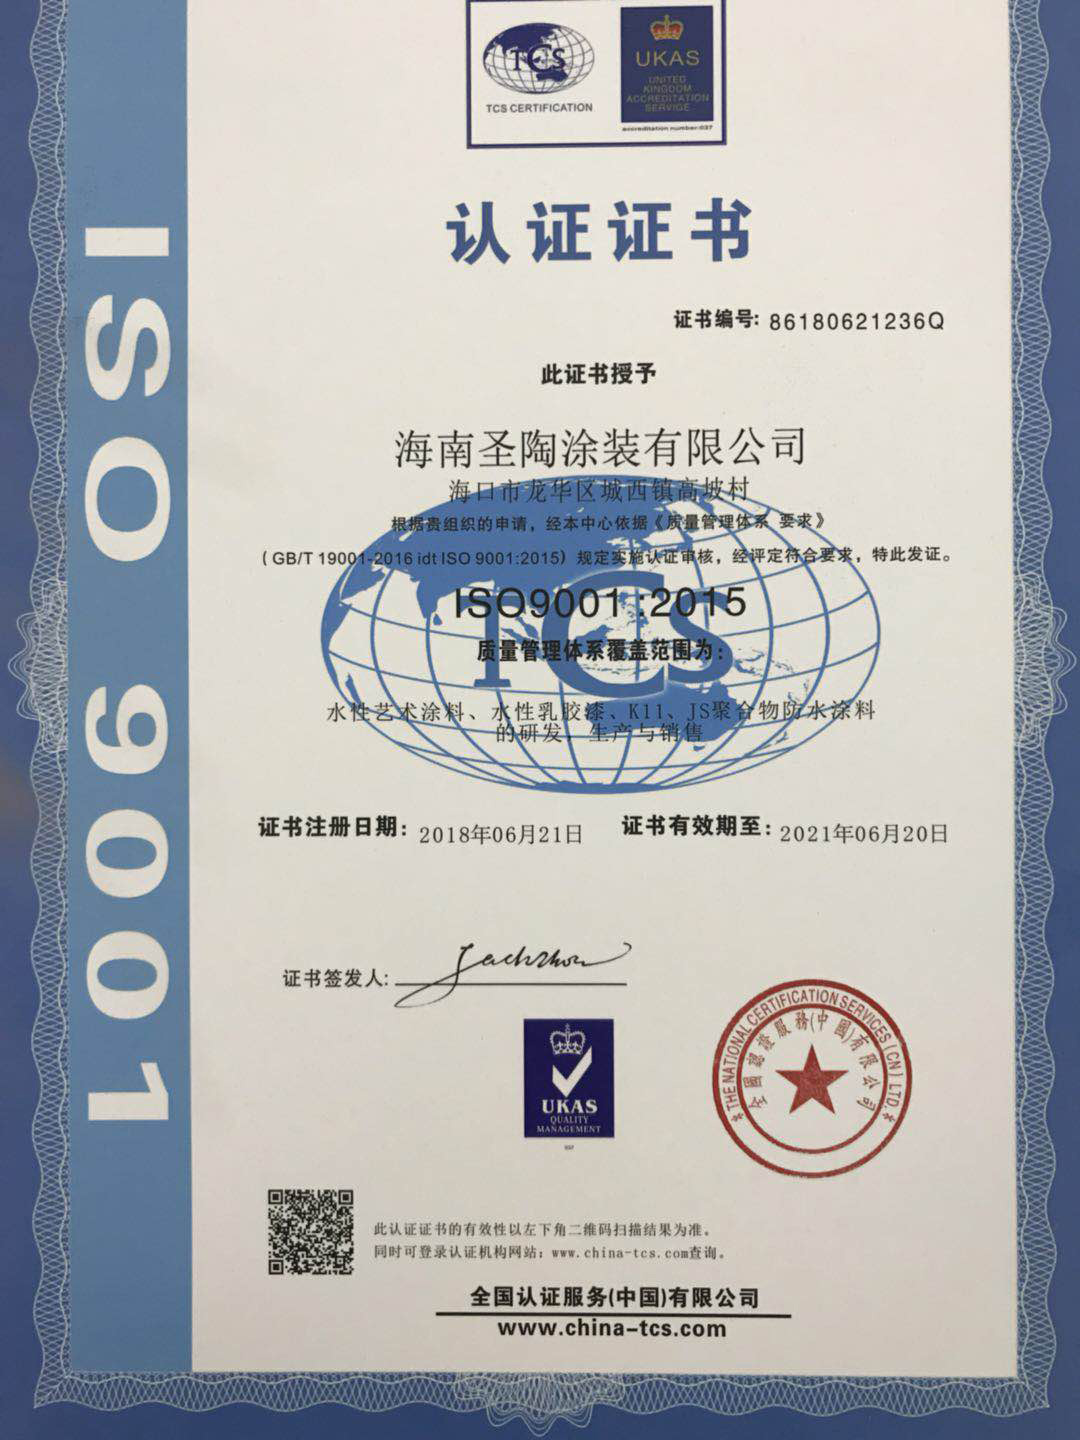 TCS
TCS CERTIFICATION
UKAS
UNITED
KINGDOM
ACCREDITATION
SERVICE
accreditation number:037
ISO 9001
认证证书
证书编号: 86180621236Q
此证书授予
海南圣陶涂装有限公司
海口市龙华区城西镇高坡村
根据贵组织的申请，经本中心依据《质量管理体系 要求》
（GB/T 19001-2016 idt ISO 9001:2015）规定实施认证审核，经评定符合要求，特此发证。
ISO9001:2015
TCS
质量管理体系覆盖范围为：
水性艺术涂料、水性乳胶漆、K11、JS聚合物防水涂料
的研发，生产与销售
证书注册日期：2018年06月21日 证书有效期至：2021年06月20日
证书签发人:
UKAS
QUALITY
MANAGEMENT
037
*THE NATIONAL CERTIFICATION SERVICES (CN) LTD.*
全國認證服務(中國)有限公司
此认证证书的有效性以左下角二维码扫描结果为准。
同时可登录认证机构网站：www.china-tcs.com查询。
全国认证服务(中国)有限公司
www.china-tcs.com